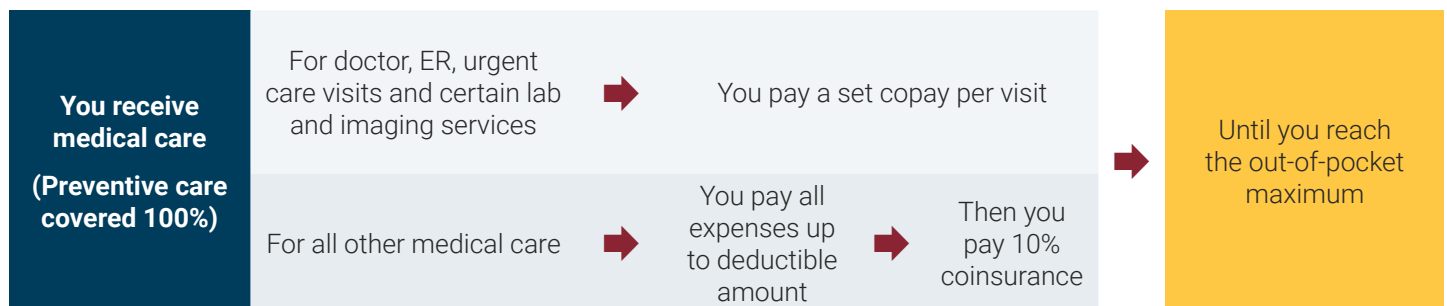 You receive
medical care
(Preventive care
covered 100%)
For doctor, ER, urgent
care visits and certain lab
and imaging services
You pay a set copay per visit
For all other medical care
You pay all
expenses up
to deductible
amount
Then you
pay 10%
coinsurance
Until you reach
the out-of-pocket
maximum